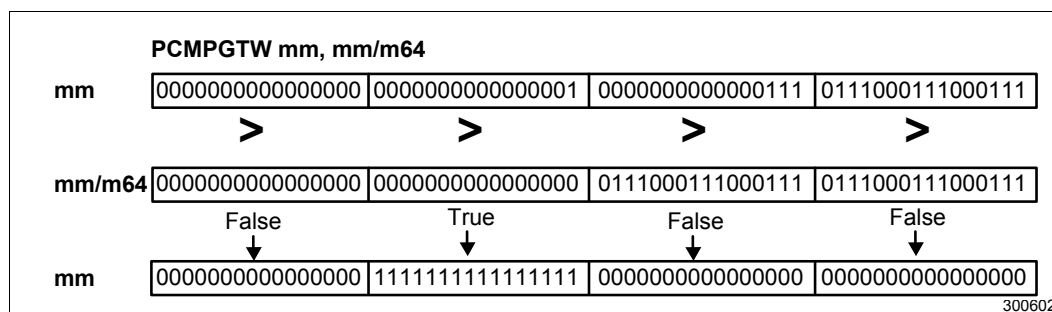 PCMPGTW mm, mm/m64
mm 0000000000000000 0000000000000001 0000000000000111 0111000111000111
> > > >
mm/m64 0000000000000000 0000000000000000 0111000111000111 0111000111000111
False True False False
mm 0000000000000000 1111111111111111 0000000000000000 0000000000000000
300602